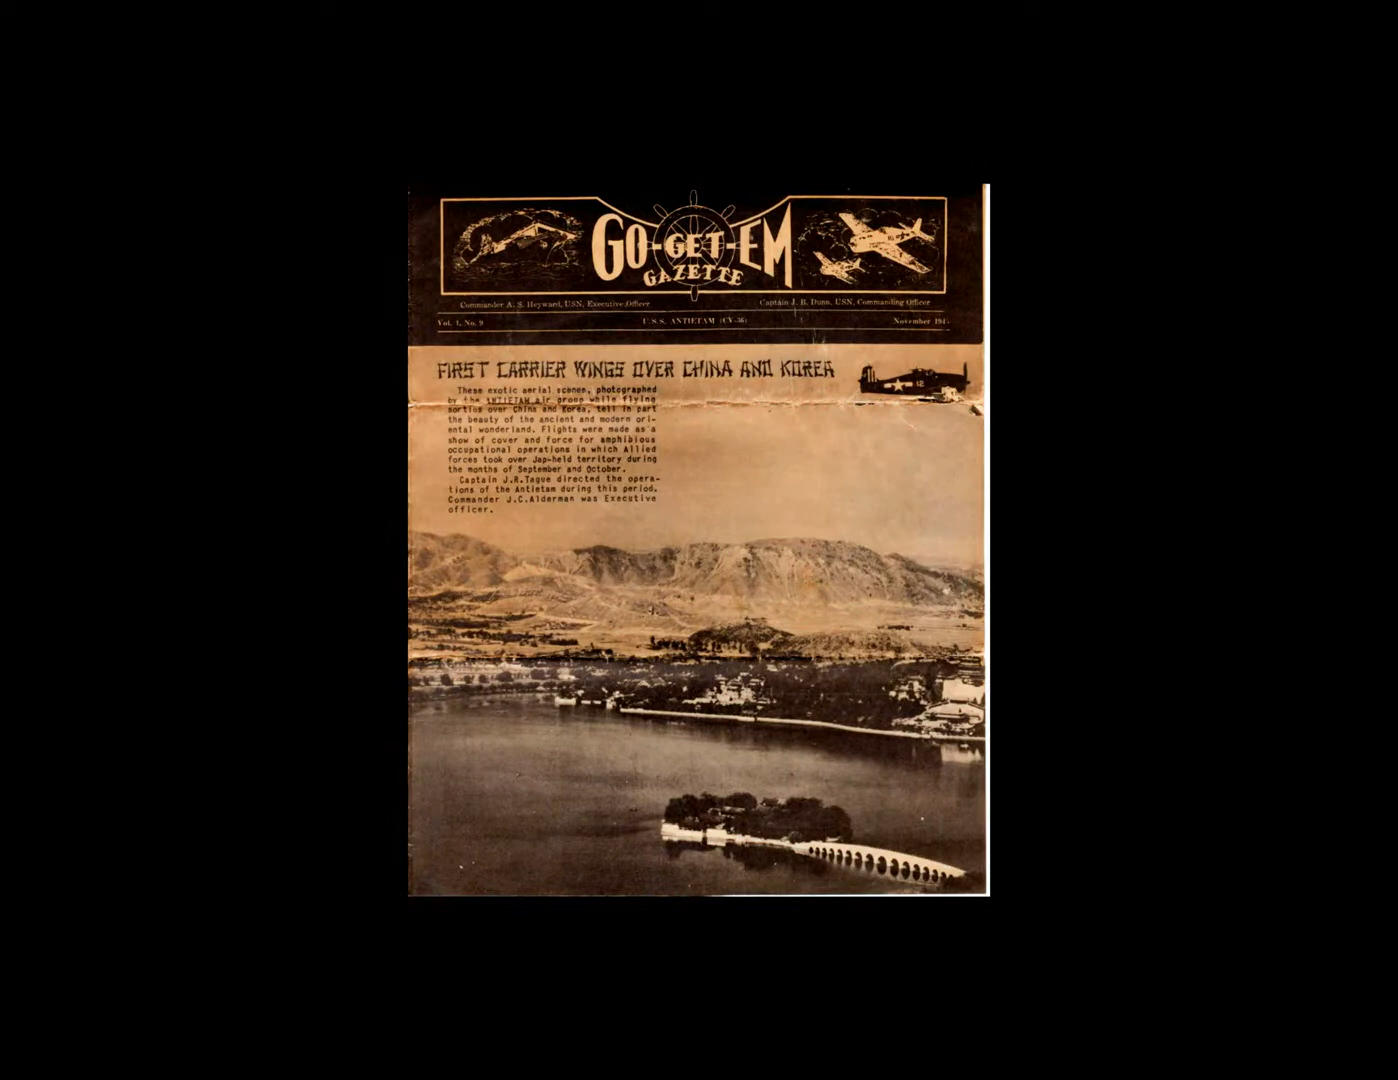 GO-GET-EM
GAZETTE
Commander A. S. Heyward, USN, Executive Officer
Captain J. B. Dunn, USN, Commanding Officer
Vol. 1, No. 9
U.S.S. ANTIETAM (CV-36)
November 194
FIRST CARRIER WINGS OVER CHINA AND KOREA
12
These exotic aerial scenes, photographed
by the ANTIETAM air group while flying
sorties over China and Korea, tell in part
the beauty of the ancient and modern ori-
ental wonderland. Flights were made as a
show of cover and force for amphibious
occupational operations in which Allied
forces took over Jap-held territory during
the months of September and October.
Captain J.R.Tague directed the opera-
tions of the Antietam during this period.
Commander J.C.Alderman was Executive
officer.